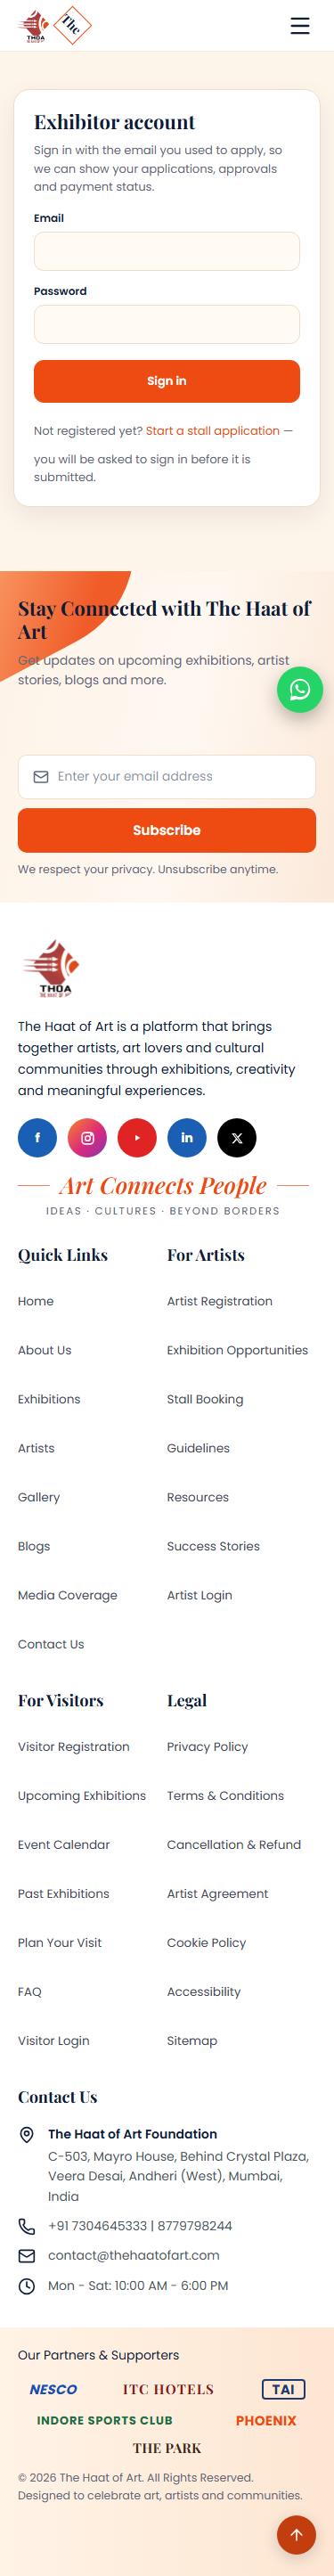 THOA
The
Exhibitor account
Sign in with the email you used to apply, so
we can show your applications, approvals
and payment status.
Email
Password
Sign in
Not registered yet? Start a stall application —
you will be asked to sign in before it is
submitted.
Stay Connected with The Haat of
Art
Get updates on upcoming exhibitions, artist
stories, blogs and more.
Enter your email address
Subscribe
We respect your privacy. Unsubscribe anytime.
THOA
THE HAAT OF ART
The Haat of Art is a platform that brings
together artists, art lovers and cultural
communities through exhibitions, creativity
and meaningful experiences.
f
in
X
Art Connects People
IDEAS · CULTURES · BEYOND BORDERS
Quick Links
Home
About Us
Exhibitions
Artists
Gallery
Blogs
Media Coverage
Contact Us
For Artists
Artist Registration
Exhibition Opportunities
Stall Booking
Guidelines
Resources
Success Stories
Artist Login
For Visitors
Visitor Registration
Upcoming Exhibitions
Event Calendar
Past Exhibitions
Plan Your Visit
FAQ
Visitor Login
Legal
Privacy Policy
Terms & Conditions
Cancellation & Refund
Artist Agreement
Cookie Policy
Accessibility
Sitemap
Contact Us
The Haat of Art Foundation
C-503, Mayro House, Behind Crystal Plaza,
Veera Desai, Andheri (West), Mumbai,
India
+91 7304645333 | 8779798244
contact@thehaatofart.com
Mon - Sat: 10:00 AM - 6:00 PM
Our Partners & Supporters
NESCO
ITC HOTELS
TAI
INDORE SPORTS CLUB
PHOENIX
THE PARK
© 2026 The Haat of Art. All Rights Reserved.
Designed to celebrate art, artists and communities.